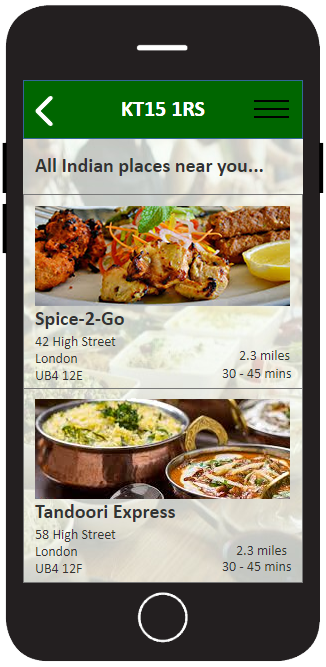 KT15 1RS
All Indian places near you...
Spice-2-Go
42 High Street
London
2.3 miles
UB4 12E
30 - 45 mins
Tandoori Express
58 High Street
London
2.3 miles
UB4 12F
30 - 45 mins